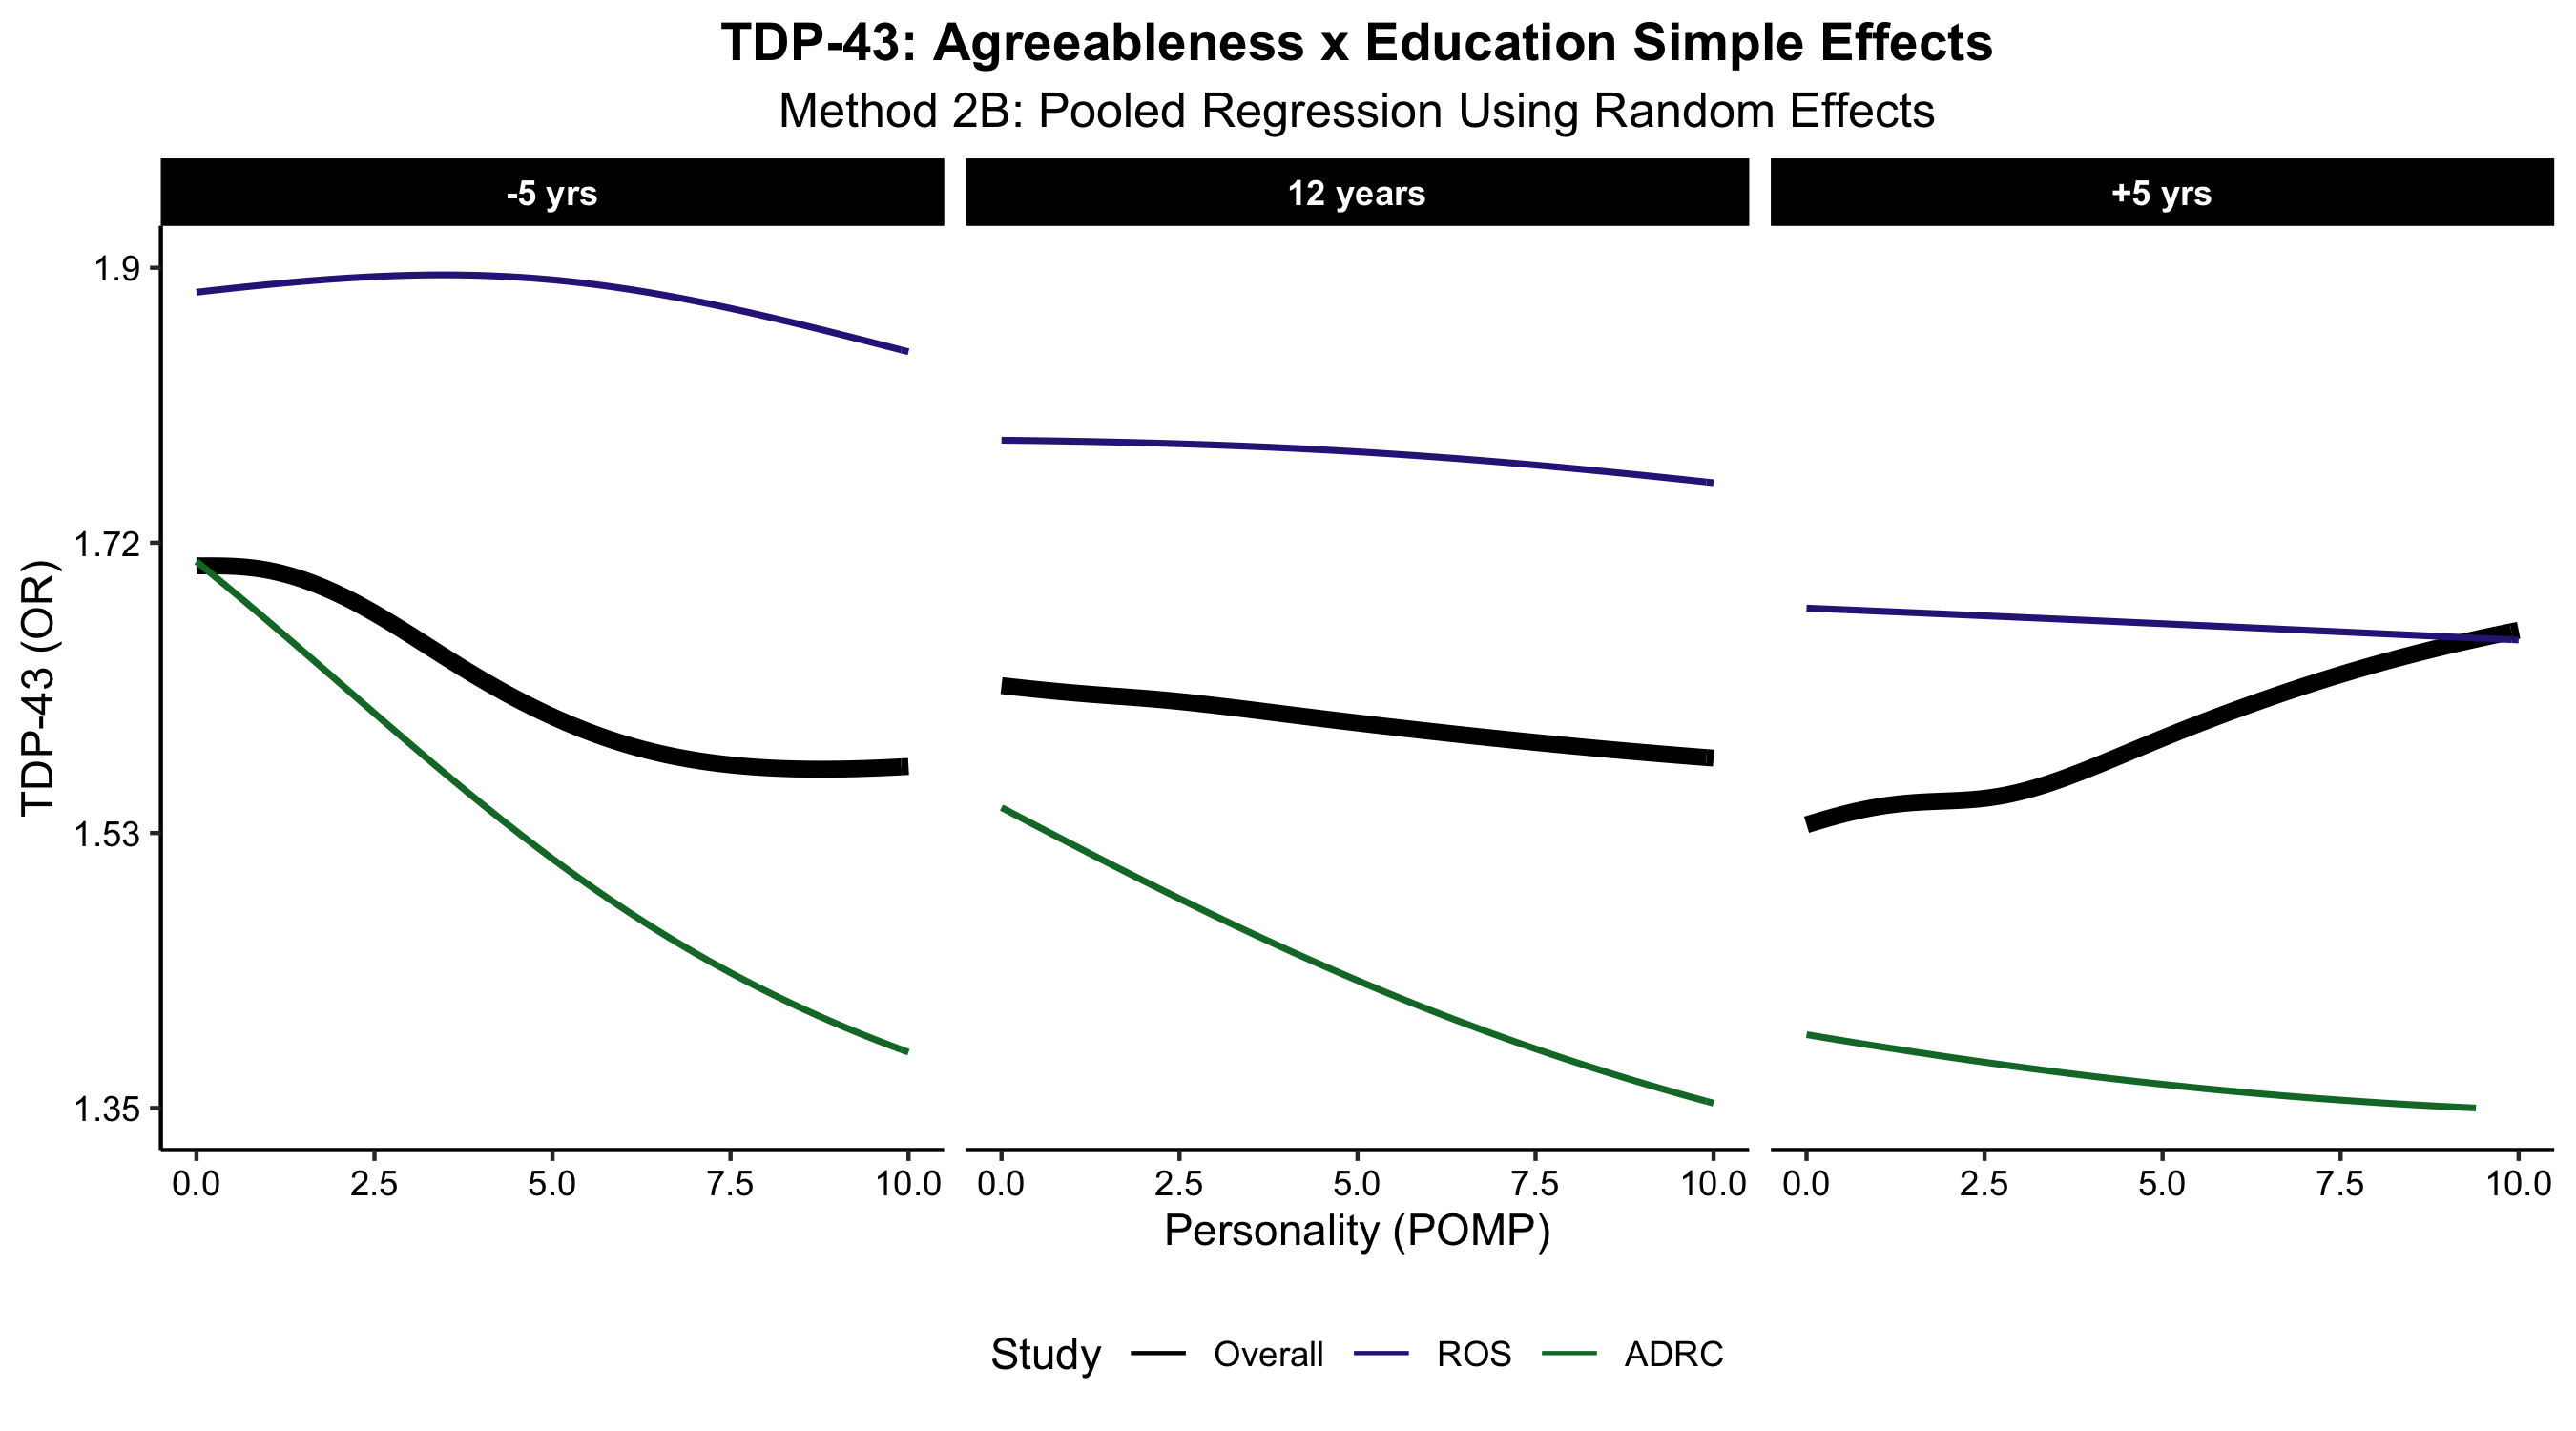 TDP-43: Agreeableness x Education Simple Effects
Method 2B: Pooled Regression Using Random Effects
-5 yrs 12 years +5 yrs
TDP-43 (OR)
1.9
1.72
1.53
1.35
0.0 2.5 5.0 7.5 10.0 0.0 2.5 5.0 7.5 10.0 0.0 2.5 5.0 7.5 10.0
Personality (POMP)
Study Overall ROS ADRC